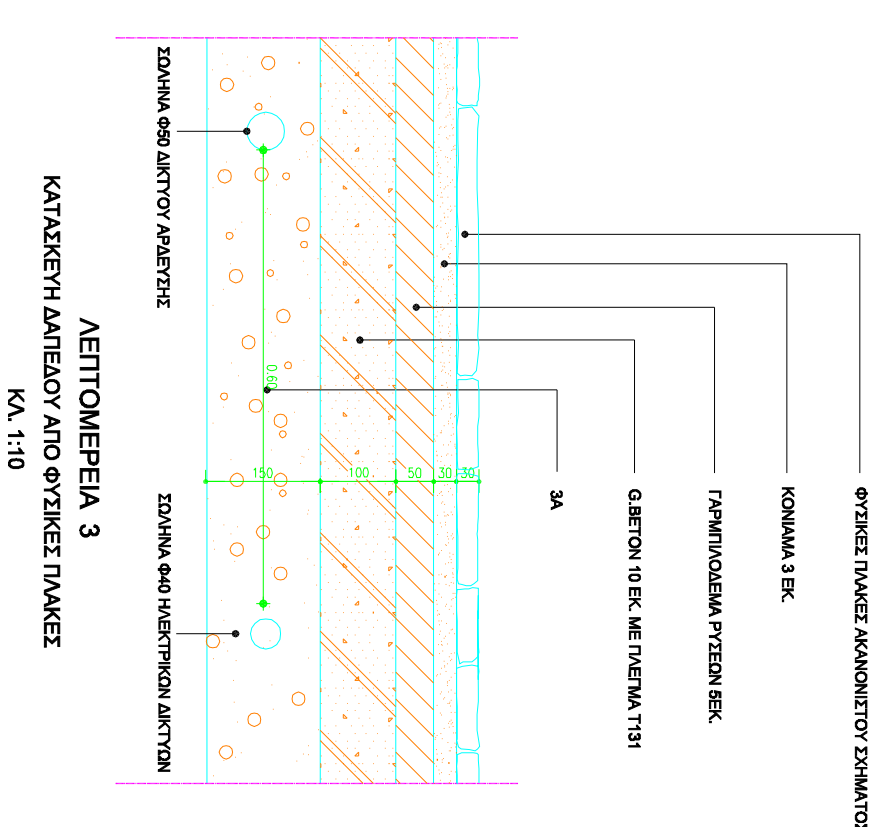 ΦΥΣΙΚΕΣ ΠΛΑΚΕΣ ΑΚΑΝΟΝΙΣΤΟΥ ΣΧΗΜΑΤΟΣ
ΚΟΝΙΑΜΑ 3 ΕΚ.
ΓΑΡΜΠΙΛΟΔΕΜΑ ΡΥΣΕΩΝ 5ΕΚ.
G.BETON 10 ΕΚ. ΜΕ ΠΛΕΓΜΑ Τ131
3Α
30
30
50
100
150
0.60
ΣΩΛΗΝΑ Φ50 ΔΙΚΤΥΟΥ ΑΡΔΕΥΣΗΣ
ΣΩΛΗΝΑ Φ40 ΗΛΕΚΤΡΙΚΩΝ ΔΙΚΤΥΩΝ
ΛΕΠΤΟΜΕΡΕΙΑ 3
ΚΑΤΑΣΚΕΥΗ ΔΑΠΕΔΟΥ ΑΠΟ ΦΥΣΙΚΕΣ ΠΛΑΚΕΣ
ΚΛ. 1:10